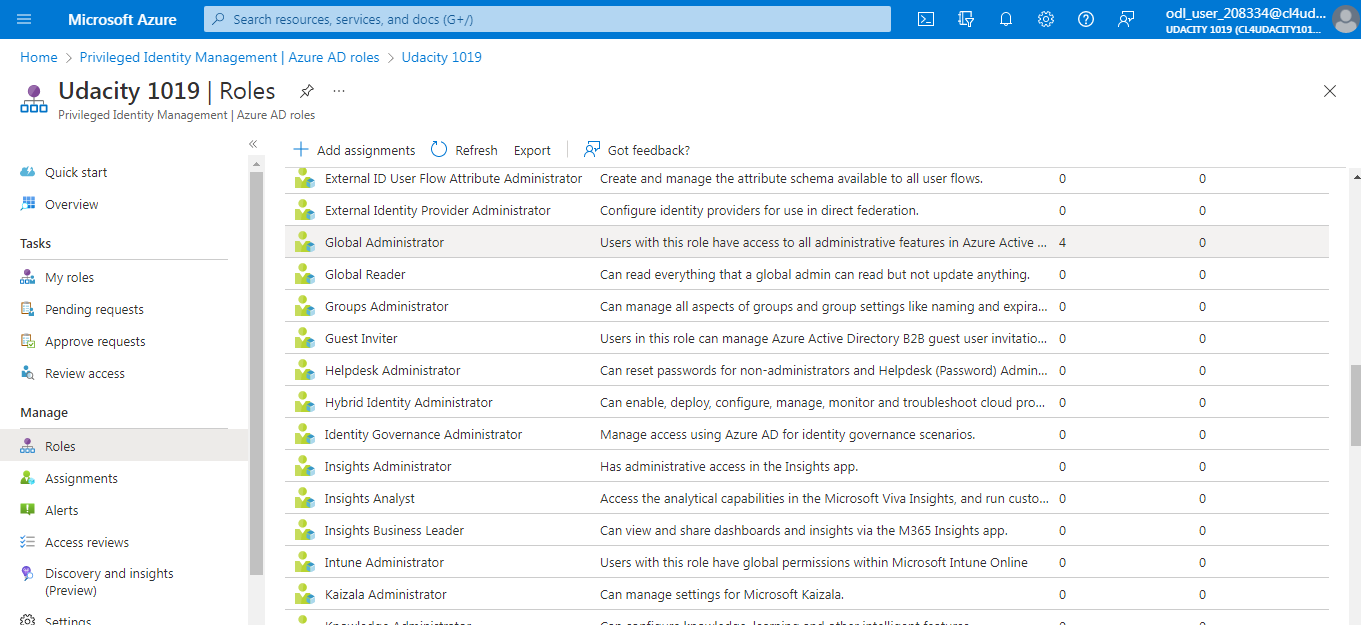 Microsoft Azure
Search resources, services, and docs (G+/)
odl_user_208334@cl4ud...
UDACITY 1019 (CL4UDACITY101...
Home > Privileged Identity Management | Azure AD roles > Udacity 1019
Udacity 1019 | Roles ...
Privileged Identity Management | Azure AD roles
Quick start
Overview
Tasks
My roles
Pending requests
Approve requests
Review access
Manage
Roles
Assignments
Alerts
Access reviews
Discovery and insights
(Preview)
Settings
Add assignments Refresh Export Got feedback?
External ID User Flow Attribute Administrator Create and manage the attribute schema available to all user flows. 0 0
External Identity Provider Administrator Configure identity providers for use in direct federation. 0 0
Global Administrator Users with this role have access to all administrative features in Azure Active ... 4 0
Global Reader Can read everything that a global admin can read but not update anything. 0 0
Groups Administrator Can manage all aspects of groups and group settings like naming and expira... 0 0
Guest Inviter Users in this role can manage Azure Active Directory B2B guest user invitatio... 0 0
Helpdesk Administrator Can reset passwords for non-administrators and Helpdesk (Password) Admin... 0 0
Hybrid Identity Administrator Can enable, deploy, configure, manage, monitor and troubleshoot cloud pro... 0 0
Identity Governance Administrator Manage access using Azure AD for identity governance scenarios. 0 0
Insights Administrator Has administrative access in the Insights app. 0 0
Insights Analyst Access the analytical capabilities in the Microsoft Viva Insights, and run custo... 0 0
Insights Business Leader Can view and share dashboards and insights via the M365 Insights app. 0 0
Intune Administrator Users with this role have global permissions within Microsoft Intune Online 0 0
Kaizala Administrator Can manage settings for Microsoft Kaizala. 0 0
Knowledge Administrator Can configure knowledge, learning and other intelligent features.